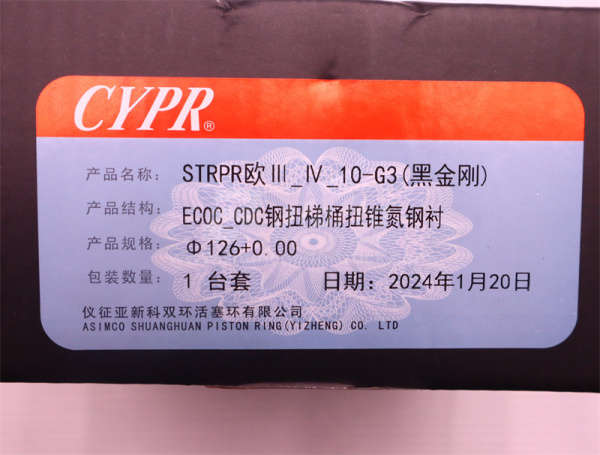 CYPR®
产品名称: STRPR欧Ⅲ_Ⅳ_10-G3(黑金刚)
产品结构: ECOC_CDC钢扭梯桶扭锥氮钢衬
产品规格: Φ126+0.00
包装数量: 1 台套 日期: 2024年1月20日
仪征亚新科双环活塞环有限公司
ASIMCO SHUANGHUAN PISTON RING(YIZHENG) CO. LTD